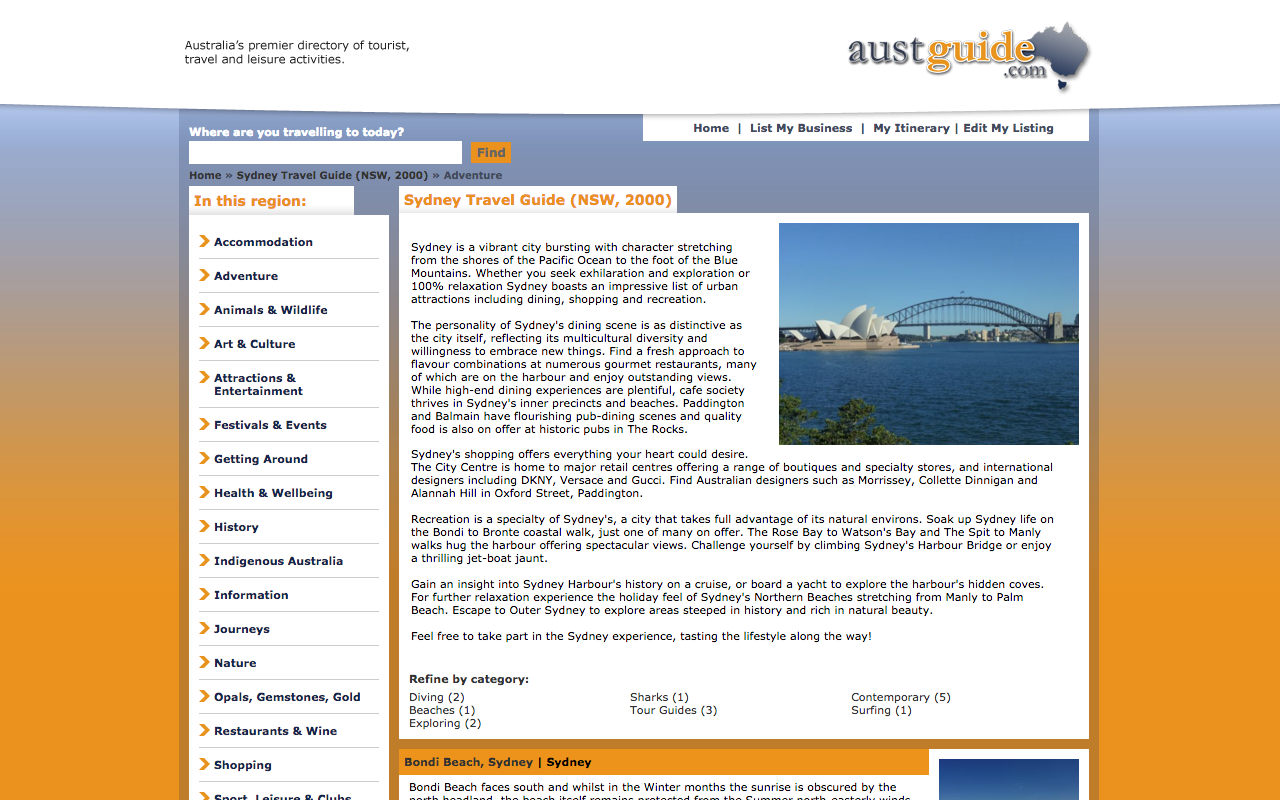 Australia's premier directory of tourist,
travel and leisure activities.
austguide
.com
Where are you travelling to today?
Home | List My Business | My Itinerary | Edit My Listing
Find
Home » Sydney Travel Guide (NSW, 2000) » Adventure
In this region:
Accommodation
Adventure
Animals & Wildlife
Art & Culture
Attractions &
Entertainment
Festivals & Events
Getting Around
Health & Wellbeing
History
Indigenous Australia
Information
Journeys
Nature
Opals, Gemstones, Gold
Restaurants & Wine
Shopping
Sport, Leisure & Clubs
Sydney Travel Guide (NSW, 2000)
Sydney is a vibrant city bursting with character stretching
from the shores of the Pacific Ocean to the foot of the Blue
Mountains. Whether you seek exhilaration and exploration or
100% relaxation Sydney boasts an impressive list of urban
attractions including dining, shopping and recreation.
The personality of Sydney's dining scene is as distinctive as
the city itself, reflecting its multicultural diversity and
willingness to embrace new things. Find a fresh approach to
flavour combinations at numerous gourmet restaurants, many
of which are on the harbour and enjoy outstanding views.
While high-end dining experiences are plentiful, cafe society
thrives in Sydney's inner precincts and beaches. Paddington
and Balmain have flourishing pub-dining scenes and quality
food is also on offer at historic pubs in The Rocks.
Sydney's shopping offers everything your heart could desire.
The City Centre is home to major retail centres offering a range of boutiques and specialty stores, and international
designers including DKNY, Versace and Gucci. Find Australian designers such as Morrissey, Collette Dinnigan and
Alannah Hill in Oxford Street, Paddington.
Recreation is a specialty of Sydney's, a city that takes full advantage of its natural environs. Soak up Sydney life on
the Bondi to Bronte coastal walk, just one of many on offer. The Rose Bay to Watson's Bay and The Spit to Manly
walks hug the harbour offering spectacular views. Challenge yourself by climbing Sydney's Harbour Bridge or enjoy
a thrilling jet-boat jaunt.
Gain an insight into Sydney Harbour's history on a cruise, or board a yacht to explore the harbour's hidden coves.
For further relaxation experience the holiday feel of Sydney's Northern Beaches stretching from Manly to Palm
Beach. Escape to Outer Sydney to explore areas steeped in history and rich in natural beauty.
Feel free to take part in the Sydney experience, tasting the lifestyle along the way!
Refine by category:
Diving (2) Sharks (1) Contemporary (5)
Beaches (1) Tour Guides (3) Surfing (1)
Exploring (2)
Bondi Beach, Sydney | Sydney
Bondi Beach faces south and whilst in the Winter months the sunrise is obscured by the
north headland, the beach itself remains protected from the Summer north-easterly winds.